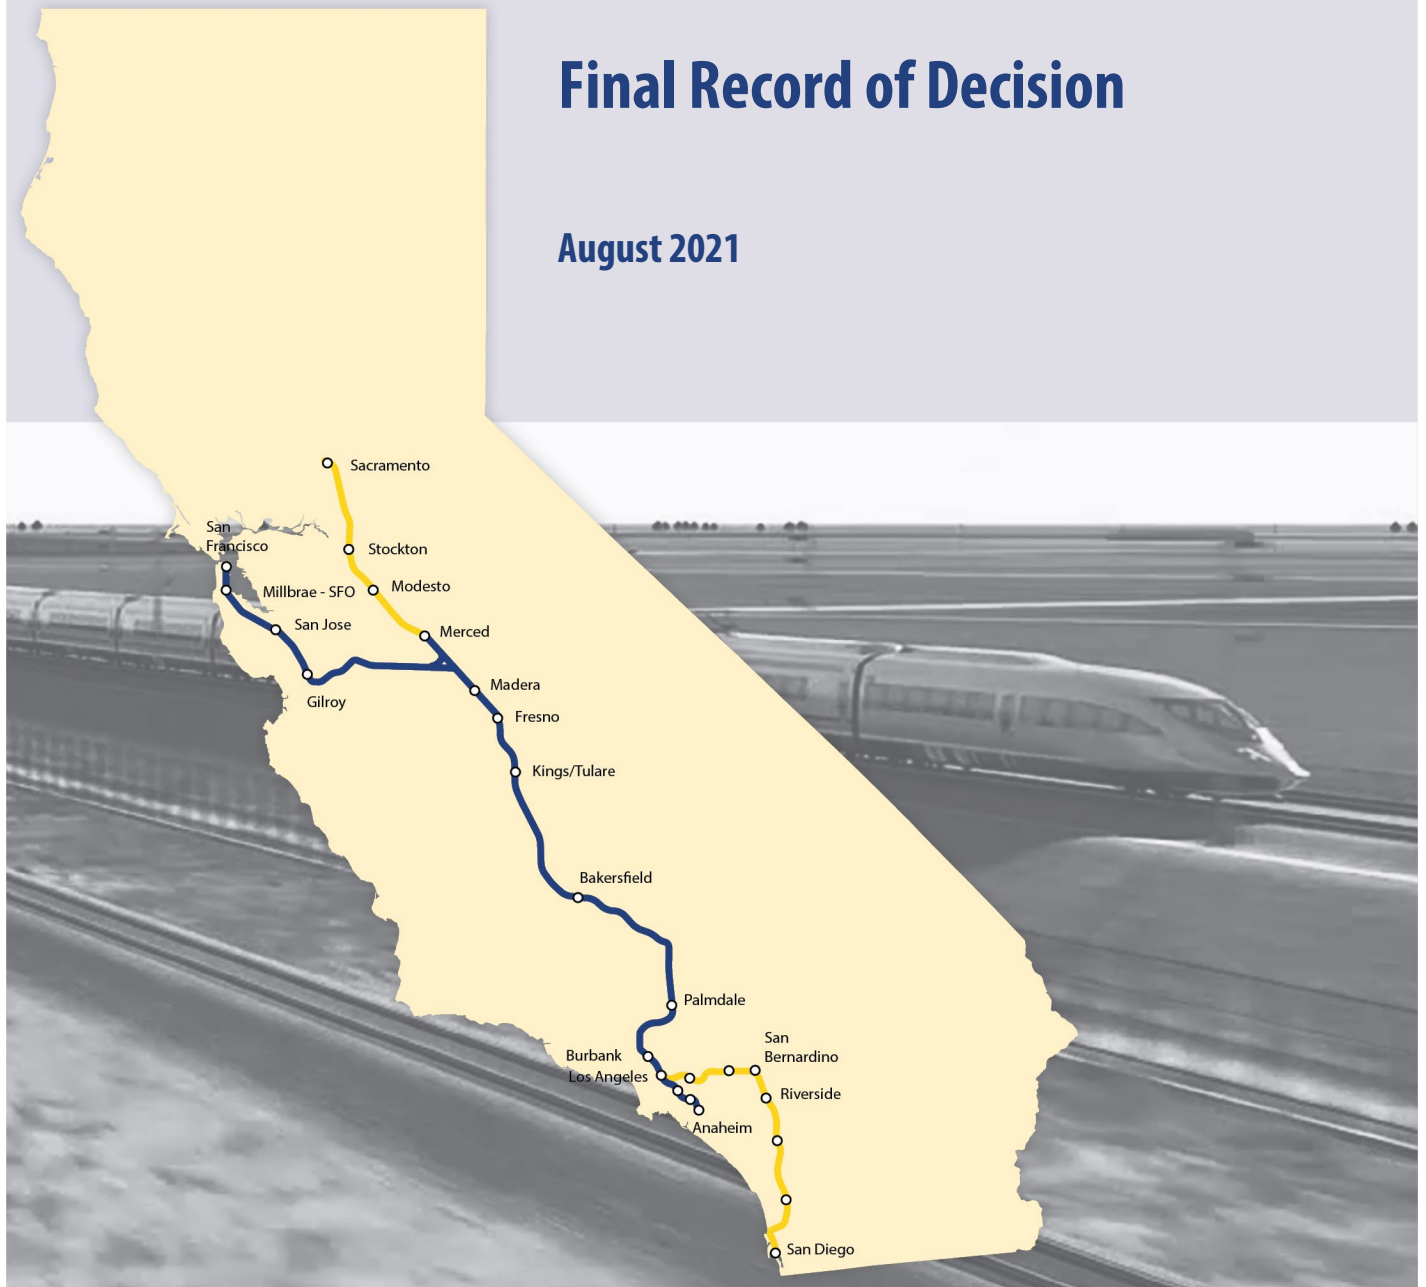 Final Record of Decision
August 2021
Sacramento
San
Francisco
Stockton
Millbrae - SFO
Modesto
San Jose
Merced
Gilroy
Madera
Fresno
Kings/Tulare
Bakersfield
Palmdale
Burbank
San
Bernardino
Los Angeles
Riverside
Anaheim
San Diego